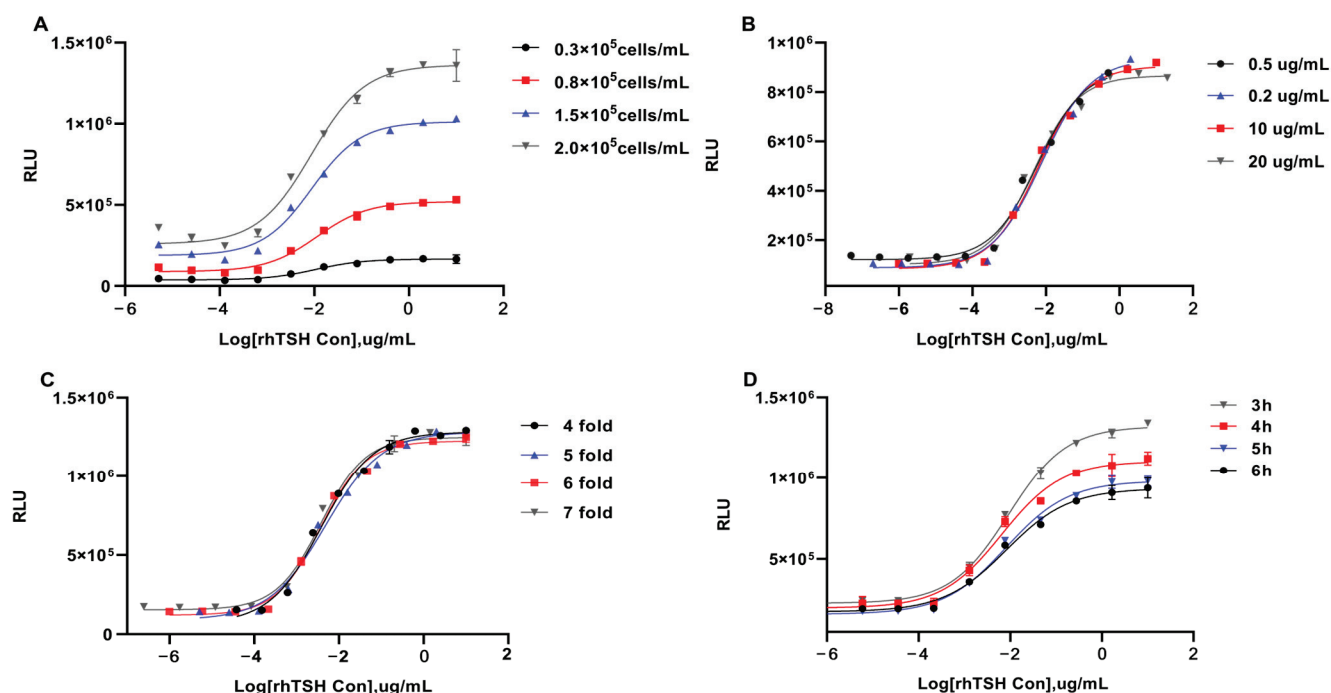 A
1.5×10⁶
1×10⁶
5×10⁵
0
RLU
−6
−4
−2
0
2
Log[rhTSH Con],ug/mL
0.3×10⁵cells/mL
0.8×10⁵cells/mL
1.5×10⁵cells/mL
2.0×10⁵cells/mL
B
1×10⁶
8×10⁵
6×10⁵
4×10⁵
2×10⁵
RLU
−8
−6
−4
−2
0
2
Log[rhTSH Con],ug/mL
0.5 ug/mL
0.2 ug/mL
10 ug/mL
20 ug/mL
C
1.5×10⁶
1×10⁶
5×10⁵
0
RLU
−6
−4
−2
0
2
Log[rhTSH Con],ug/mL
4 fold
5 fold
6 fold
7 fold
D
1.5×10⁶
1×10⁶
5×10⁵
RLU
−6
−4
−2
0
2
Log[rhTSH Con],ug/mL
3h
4h
5h
6h